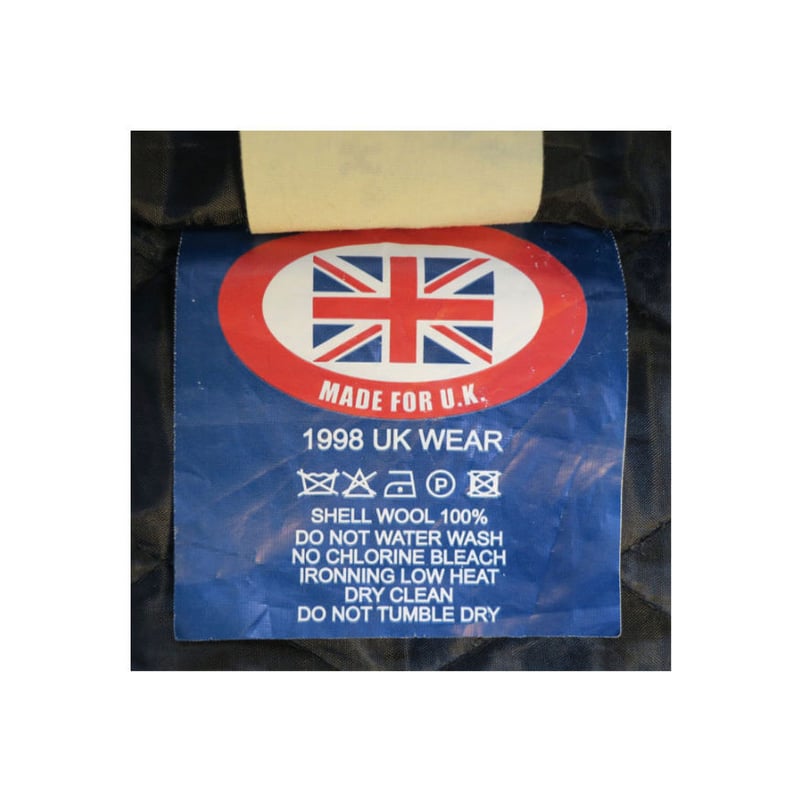 MADE FOR U.K.
1998 UK WEAR
P
SHELL WOOL 100%
DO NOT WATER WASH
NO CHLORINE BLEACH
IRONNING LOW HEAT
DRY CLEAN
DO NOT TUMBLE DRY